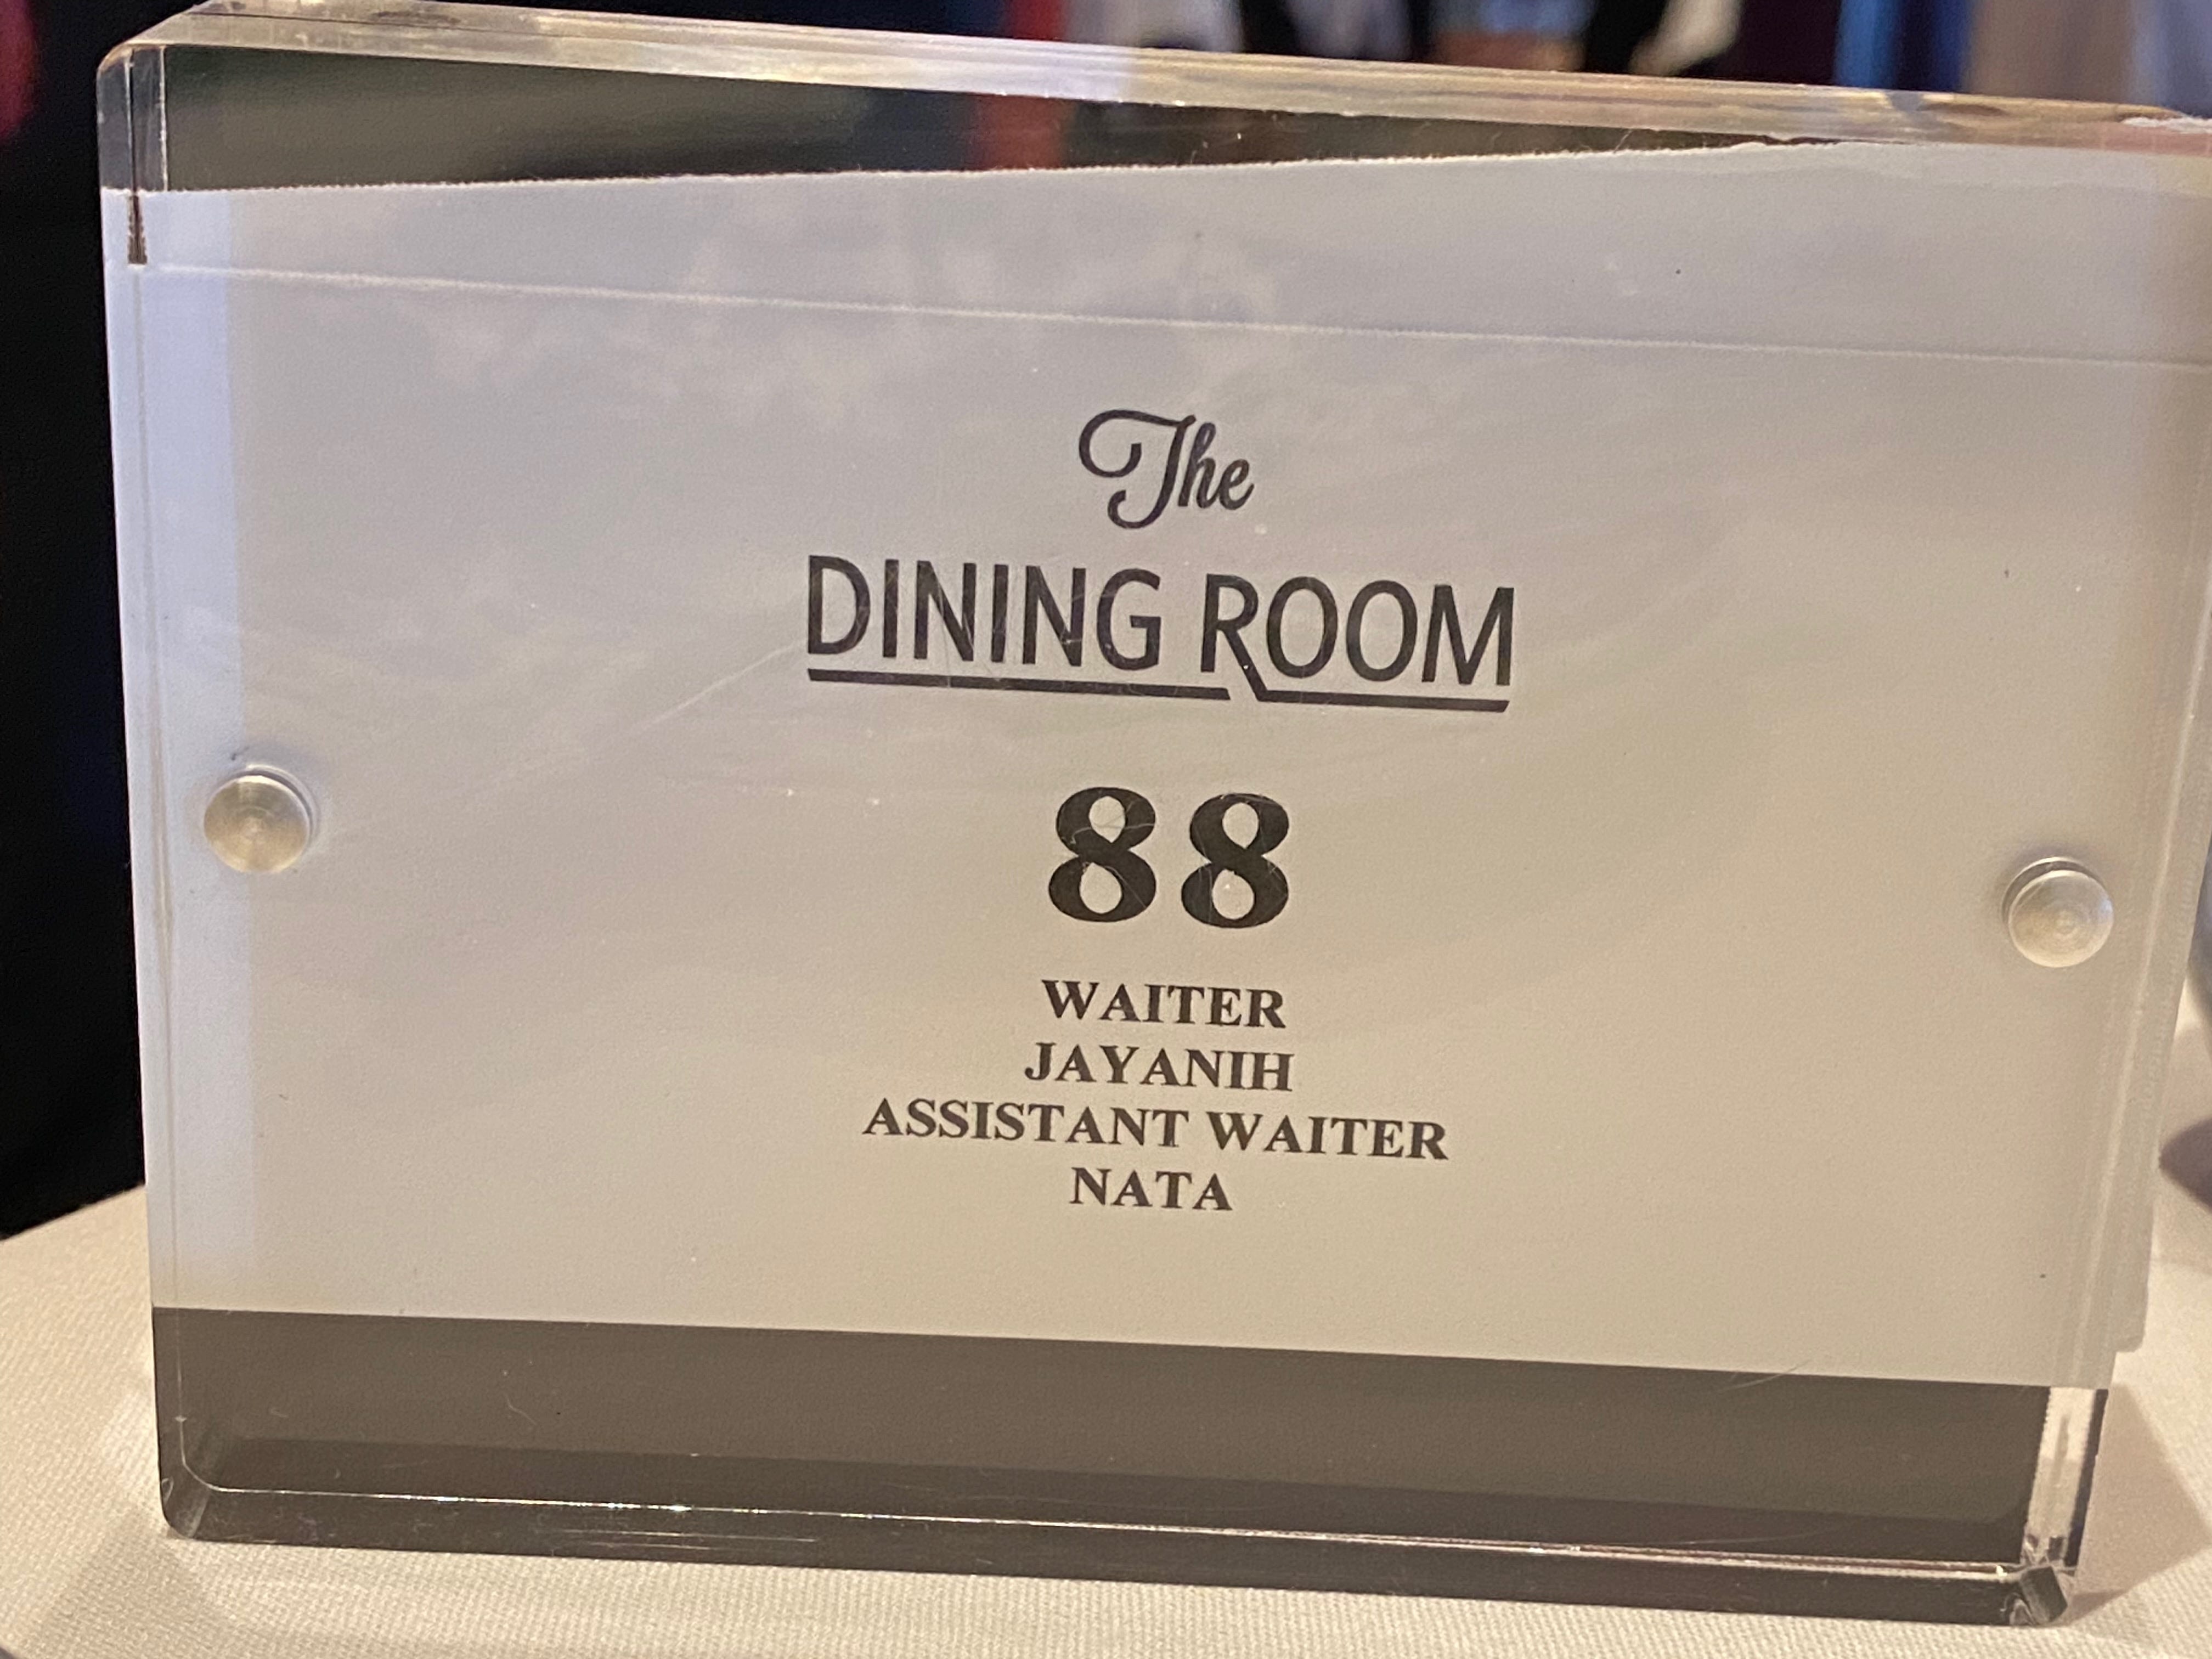 The
DINING ROOM
88
WAITER
JAYANIH
ASSISTANT WAITER
NATA